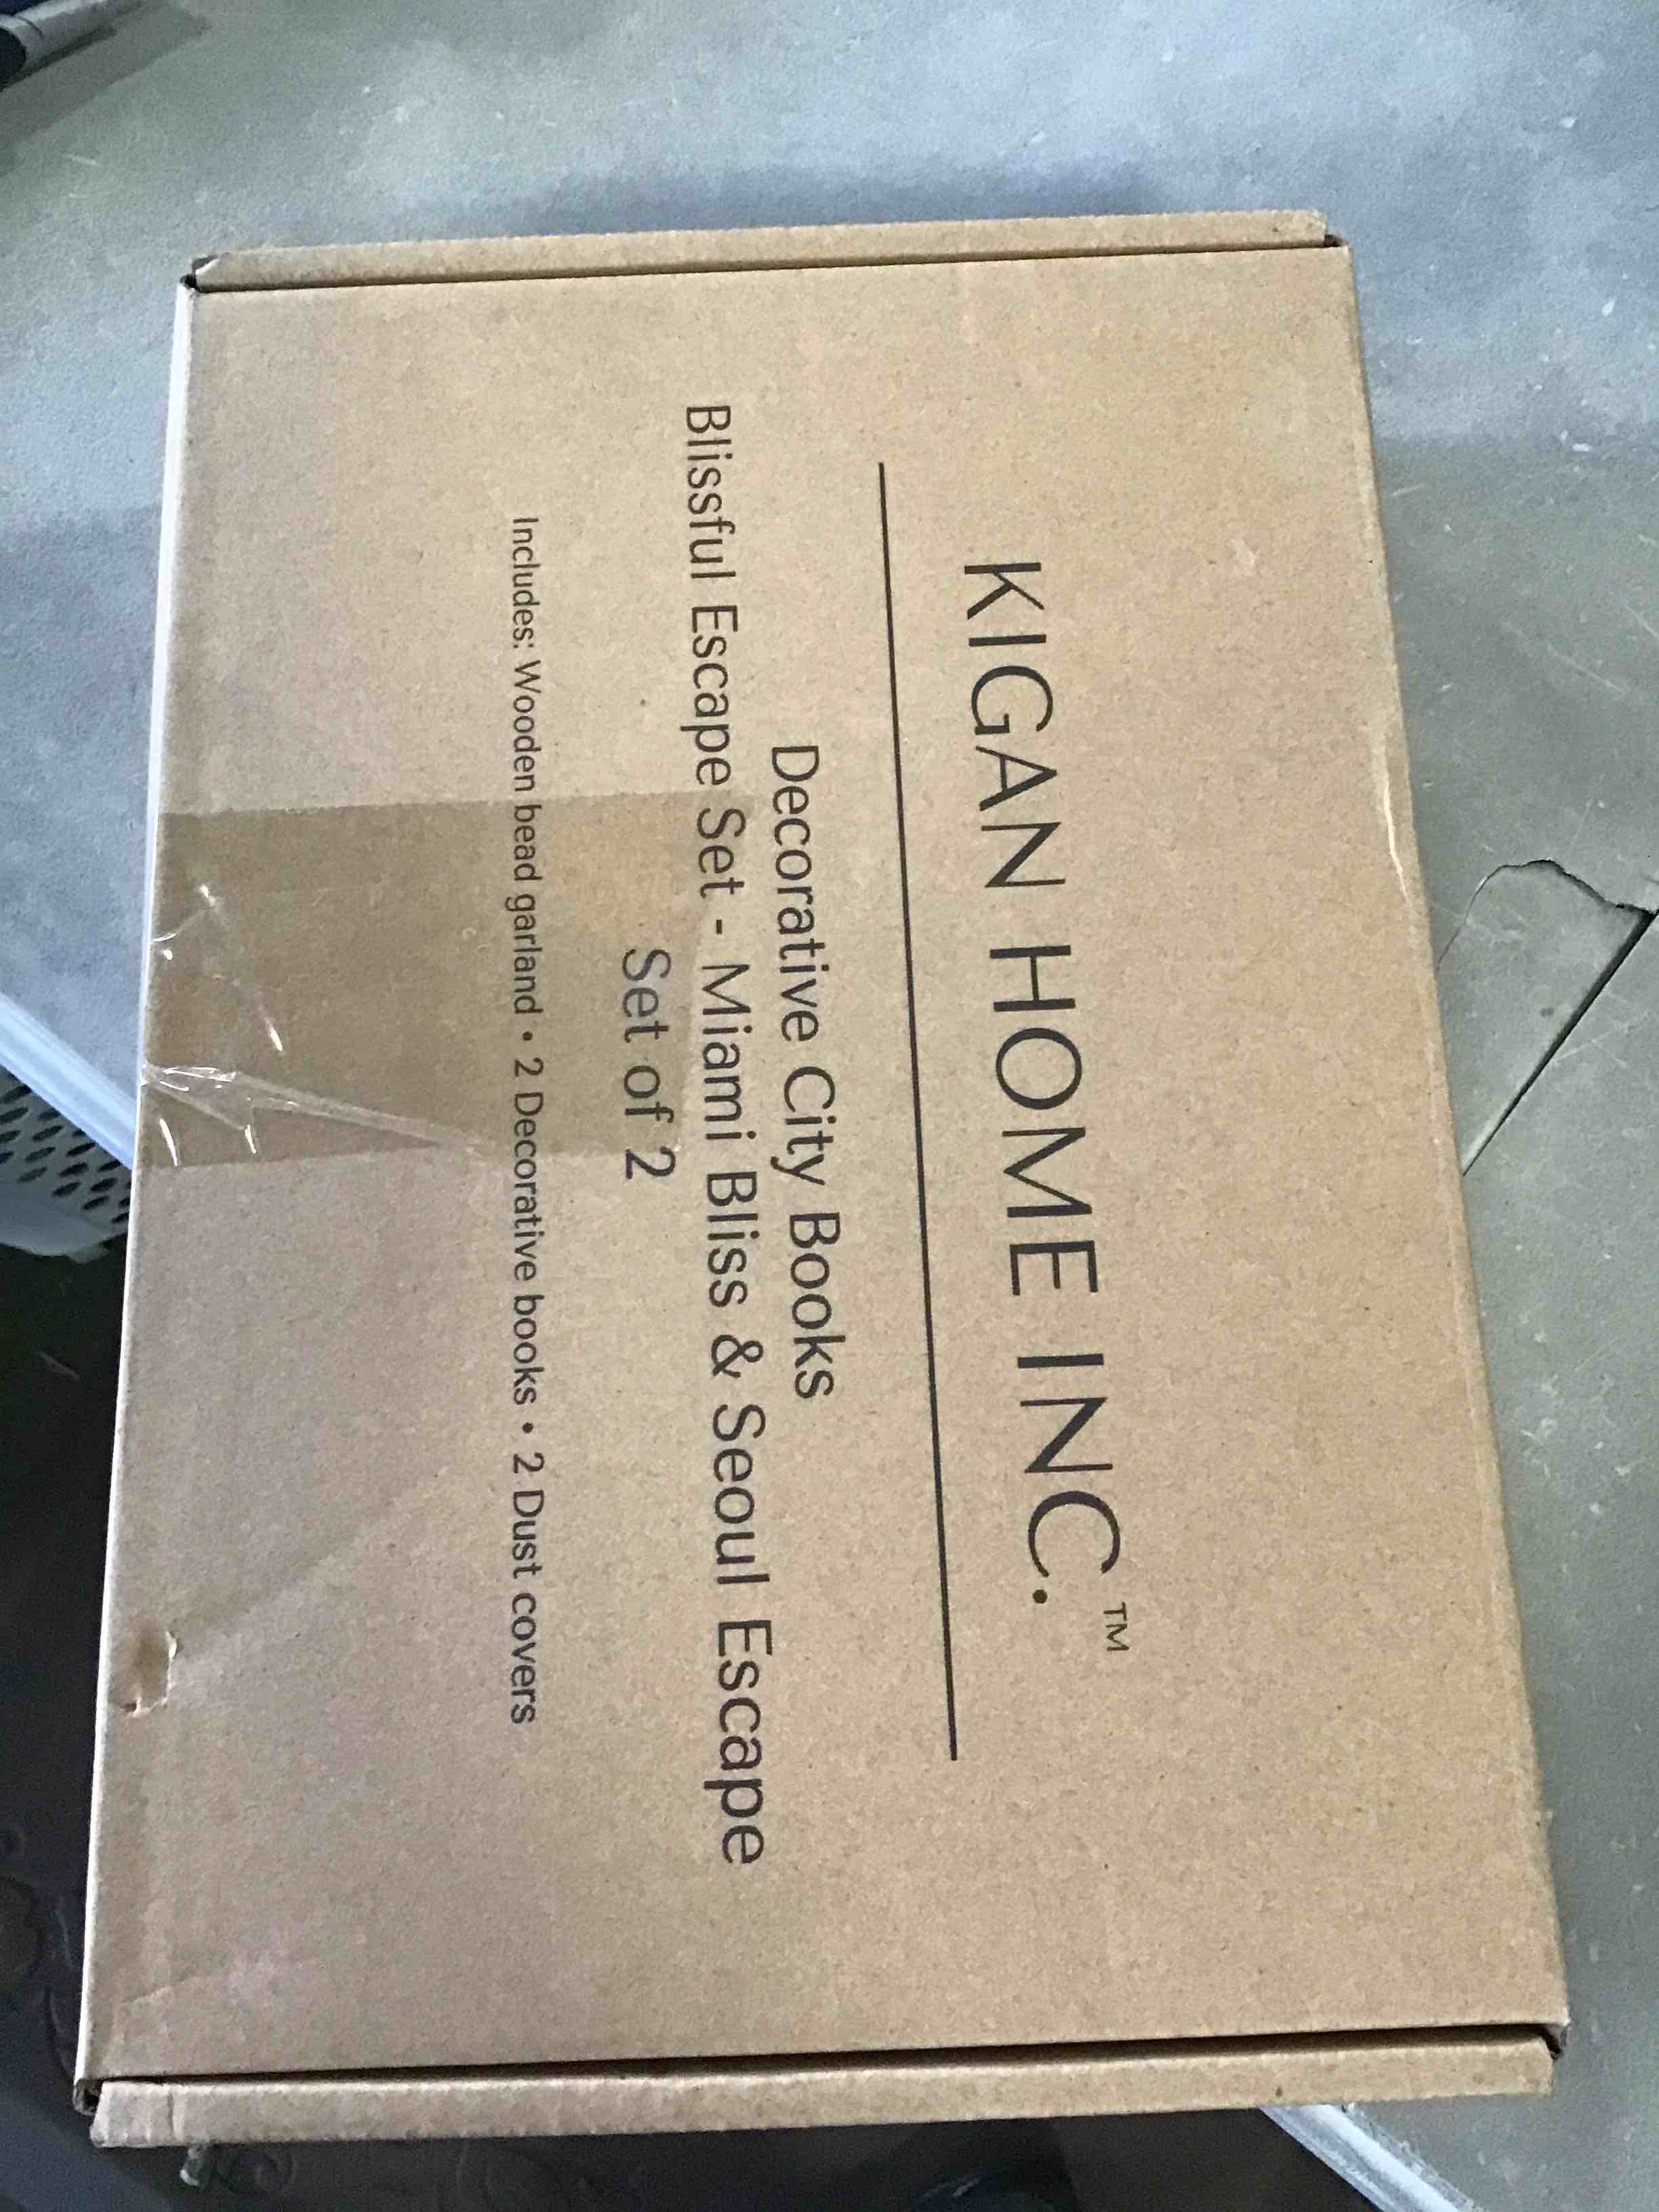 KIGAN HOME INC.™
Decorative City Books
Blissful Escape Set - Miami Bliss & Seoul Escape
Set of 2
Includes: Wooden bead garland • 2 Decorative books • 2 Dust covers